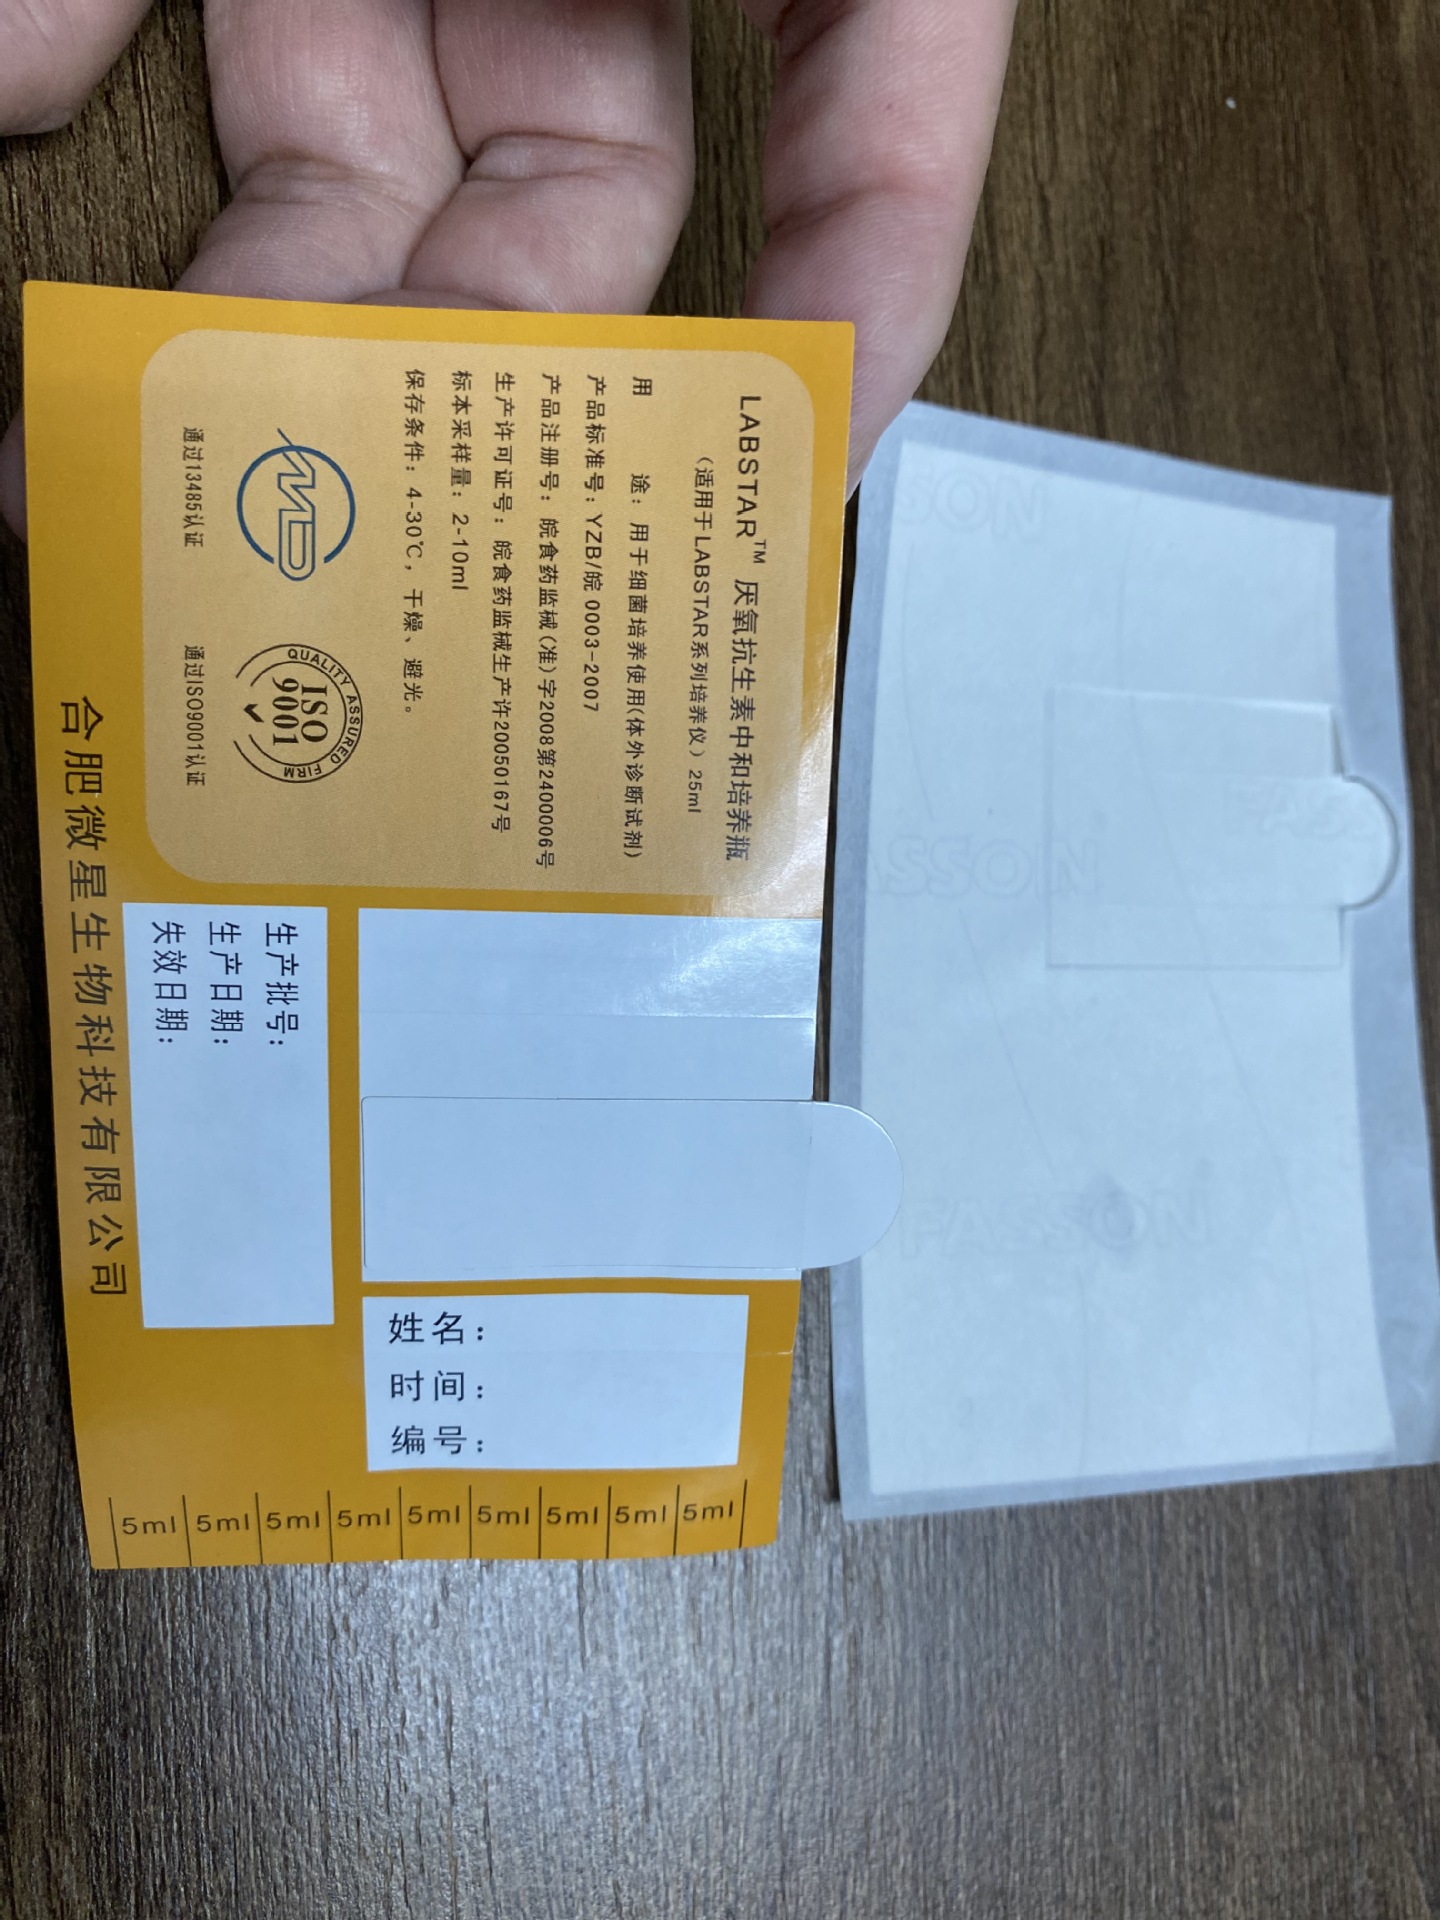 LABSTAR™ 厌氧抗生素中和培养瓶
（适用于LABSTAR系列培养仪）25ml
用 途：用于细菌培养使用(体外诊断试剂)
产品标准号：YZB/皖 0003-2007
产品注册号：皖食药监械(准)字2008第2400006号
生产许可证号：皖食药监械生产许20050167号
标本采样量：2-10ml
保存条件：4-30℃，干燥、避光。
MD
通过13485认证
QUALITY ASSURED FIRM
ISO
9001
通过ISO9001认证
生产批号：
生产日期：
失效日期：
合肥微星生物科技有限公司
姓名：
时间：
编号：
5ml
5ml
5ml
5ml
5ml
5ml
5ml
5ml
5ml
FASSON